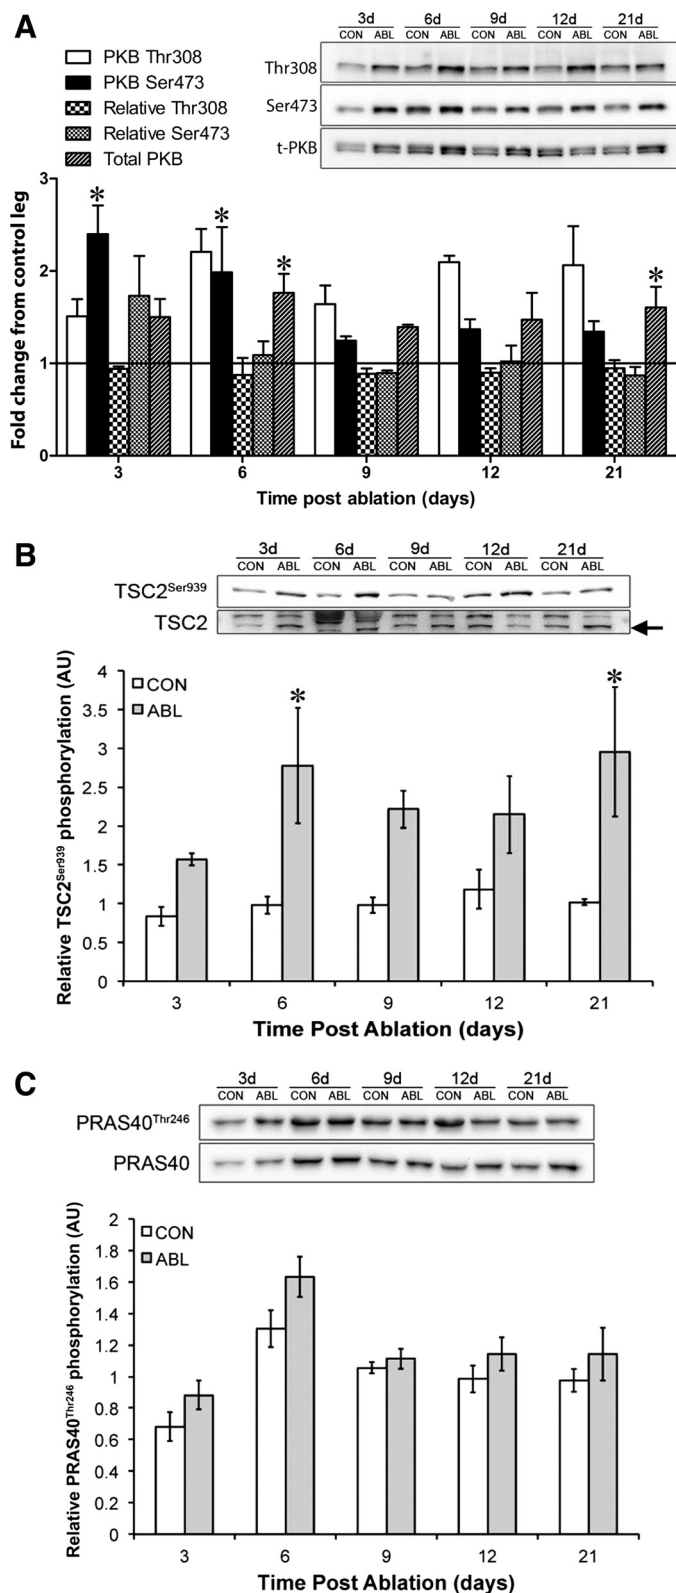 A
PKB Thr308
PKB Ser473
Relative Thr308
Relative Ser473
Total PKB
3d 6d 9d 12d 21d
CON ABL CON ABL CON ABL CON ABL CON ABL
Thr308
Ser473
t-PKB
Fold change from control leg
3
2
1
0
* * * *
3 6 9 12 21
Time post ablation (days)
B
3d 6d 9d 12d 21d
CON ABL CON ABL CON ABL CON ABL CON ABL
TSC2Ser939
TSC2
Relative TSC2Ser939 phosphorylation (AU)
4
3.5
3
2.5
2
1.5
1
0.5
0
CON
ABL
* *
3 6 9 12 21
Time Post Ablation (days)
C
3d 6d 9d 12d 21d
CON ABL CON ABL CON ABL CON ABL CON ABL
PRAS40Thr246
PRAS40
Relative PRAS40Thr246 phosphorylation (AU)
2
1.8
1.6
1.4
1.2
1
0.8
0.6
0.4
0.2
0
CON
ABL
3 6 9 12 21
Time Post Ablation (days)